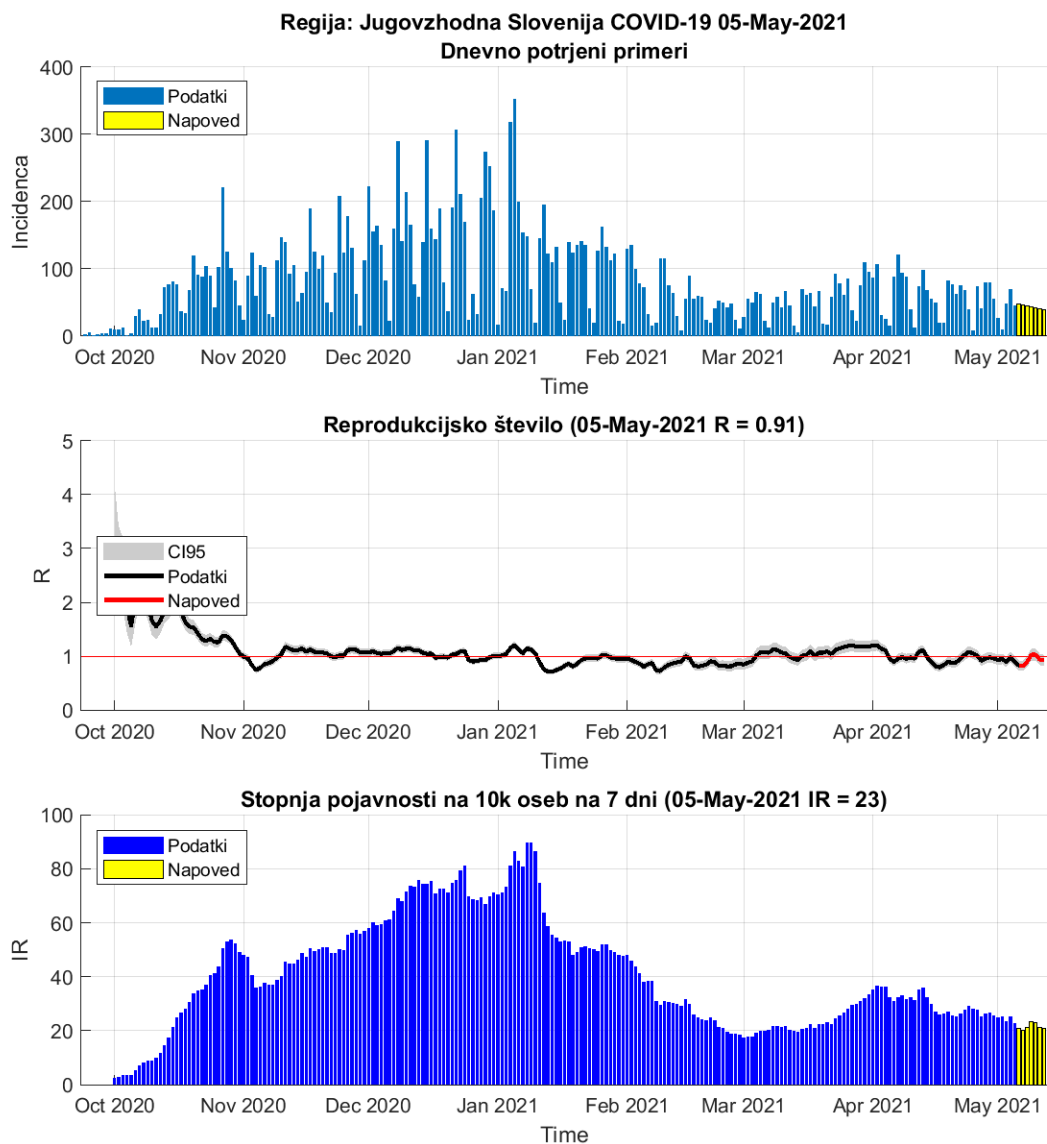 Regija: Jugovzhodna Slovenija COVID-19 05-May-2021
Dnevno potrjeni primeri
400
300
200
100
0
Incidenca
Podatki
Napoved
Oct 2020 Nov 2020 Dec 2020 Jan 2021 Feb 2021 Mar 2021 Apr 2021 May 2021
Time
Reprodukcijsko število (05-May-2021 R = 0.91)
5
4
3
2
1
0
R
CI95
Podatki
Napoved
Oct 2020 Nov 2020 Dec 2020 Jan 2021 Feb 2021 Mar 2021 Apr 2021 May 2021
Time
Stopnja pojavnosti na 10k oseb na 7 dni (05-May-2021 IR = 23)
100
80
60
40
20
0
IR
Podatki
Napoved
Oct 2020 Nov 2020 Dec 2020 Jan 2021 Feb 2021 Mar 2021 Apr 2021 May 2021
Time